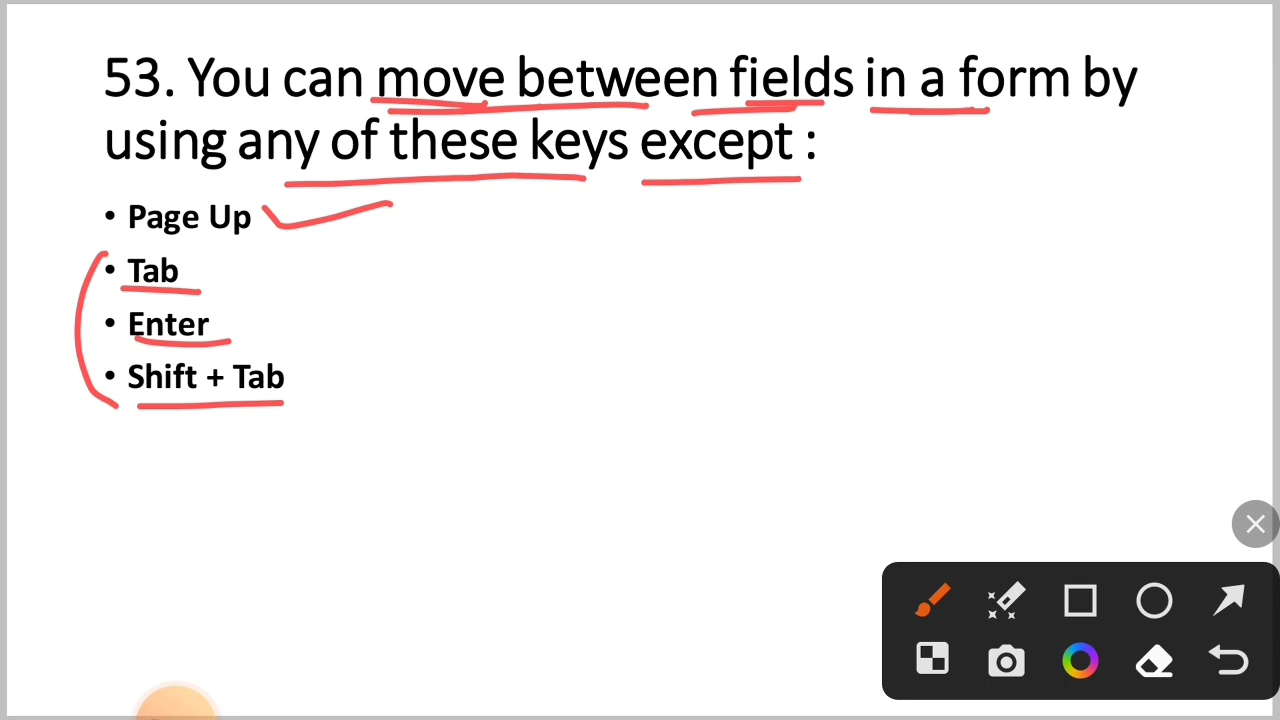 53. You can move between fields in a form by
using any of these keys except :
• Page Up
• Tab
• Enter
• Shift + Tab